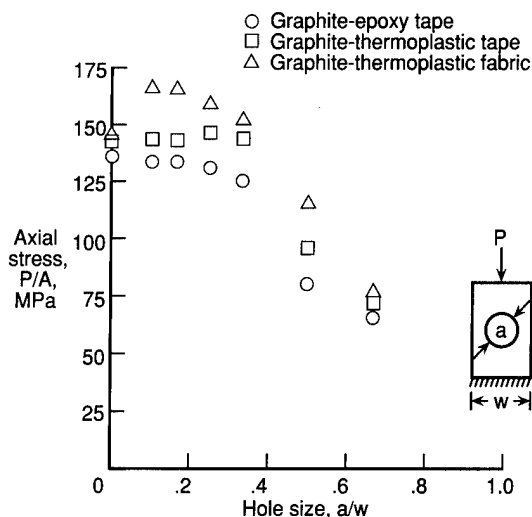 Graphite-epoxy tape
Graphite-thermoplastic tape
Graphite-thermoplastic fabric
175
150
125
100
75
50
25
Axial
stress,
P/A,
MPa
0
.2
.4
.6
.8
1.0
Hole size, a/w
P
a
w